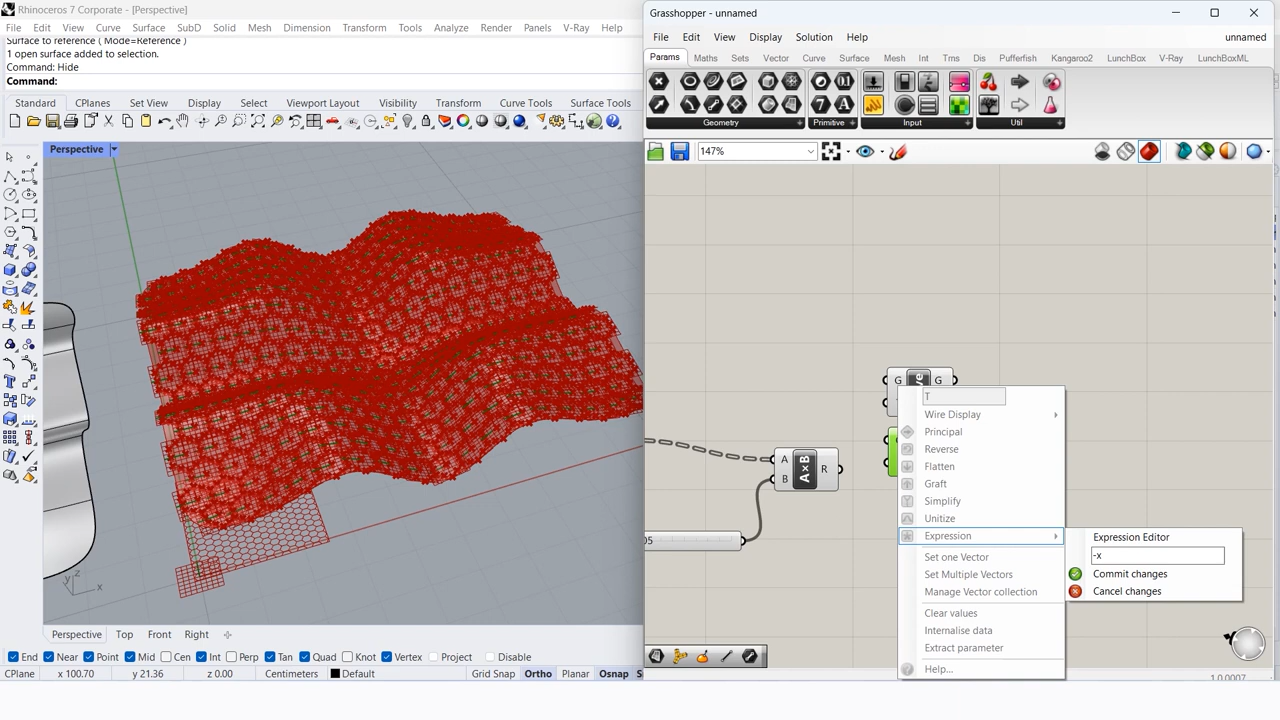 Rhinoceros 7 Corporate - [Perspective]
File Edit View Curve Surface SubD Solid Mesh Dimension Transform Tools Analyze Render Panels V-Ray Help
Surface to reference ( Mode=Reference )
1 open surface added to selection.
Command: Hide
Command:
Standard CPlanes Set View Display Select Viewport Layout Visibility Transform Curve Tools Surface Tools
Perspective
z y x
Perspective Top Front Right
End Near Point Mid Cen Int Perp Tan Quad Knot Vertex Project Disable
CPlane x 100.70 y 21.36 z 0.00 Centimeters Default Grid Snap Ortho Planar Osnap
Grasshopper - unnamed
File Edit View Display Solution Help unnamed
Params Maths Sets Vector Curve Surface Mesh Int Trns Dis Pufferfish Kangaroo2 LunchBox V-Ray LunchBoxML
Geometry Primitive Input Util
147%
G G
A B A×B R
05
T
Wire Display
Principal
Reverse
Flatten
Graft
Simplify
Unitize
Expression
Set one Vector
Set Multiple Vectors
Manage Vector collection
Clear values
Internalise data
Extract parameter
Help...
Expression Editor
-x
Commit changes
Cancel changes
1.0.0007